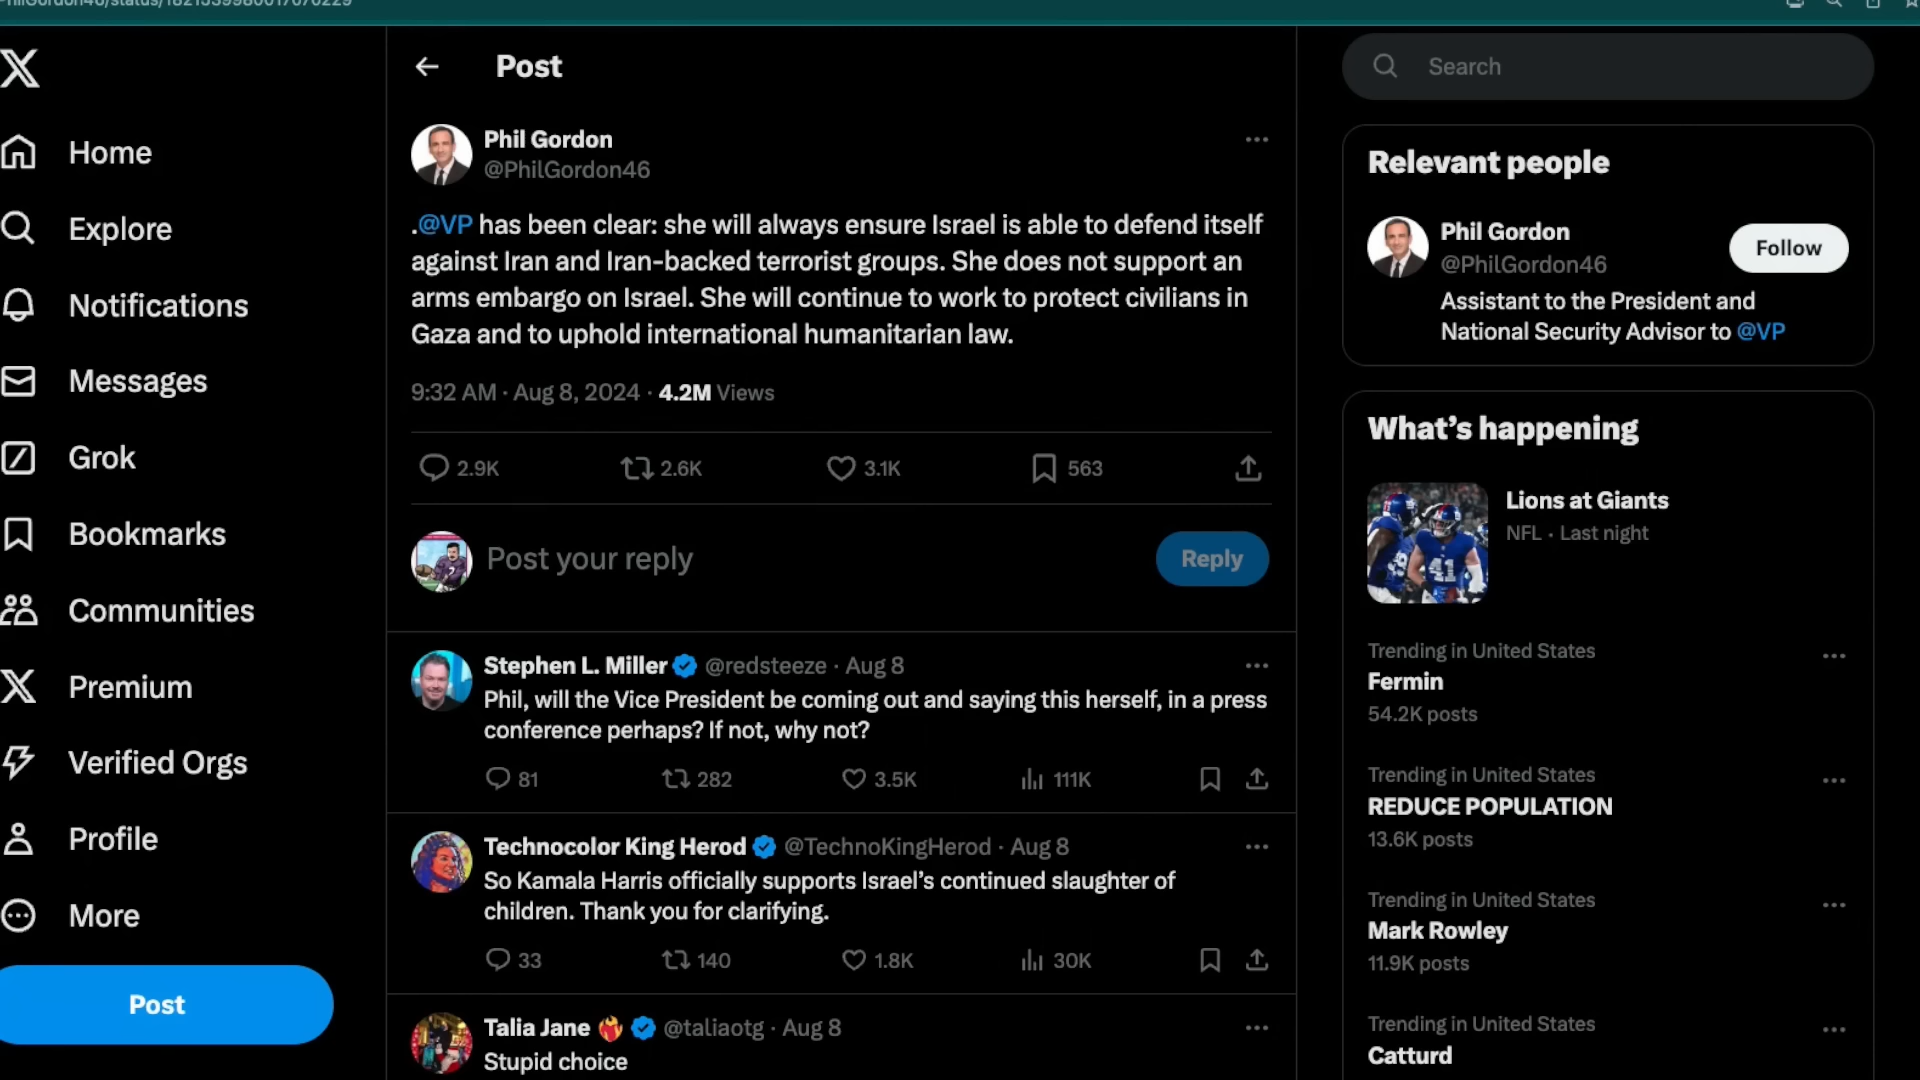 Post
Search
Home
Explore
Notifications
Messages
Grok
Bookmarks
Communities
Premium
Verified Orgs
Profile
More
Post
Phil Gordon
@PhilGordon46
.@VP has been clear: she will always ensure Israel is able to defend itself
against Iran and Iran-backed terrorist groups. She does not support an
arms embargo on Israel. She will continue to work to protect civilians in
Gaza and to uphold international humanitarian law.
9:32 AM · Aug 8, 2024 · 4.2M Views
2.9K 2.6K 3.1K 563
Post your reply
Reply
Stephen L. Miller @redsteeze · Aug 8
Phil, will the Vice President be coming out and saying this herself, in a press
conference perhaps? If not, why not?
81 282 3.5K 111K
Technocolor King Herod @TechnoKingHerod · Aug 8
So Kamala Harris officially supports Israel’s continued slaughter of
children. Thank you for clarifying.
33 140 1.8K 30K
Talia Jane @taliaotg · Aug 8
Stupid choice
Relevant people
Phil Gordon
@PhilGordon46
Follow
Assistant to the President and
National Security Advisor to @VP
What’s happening
Lions at Giants
NFL · Last night
41
Trending in United States
Fermin
54.2K posts
Trending in United States
REDUCE POPULATION
13.6K posts
Trending in United States
Mark Rowley
11.9K posts
Trending in United States
Catturd